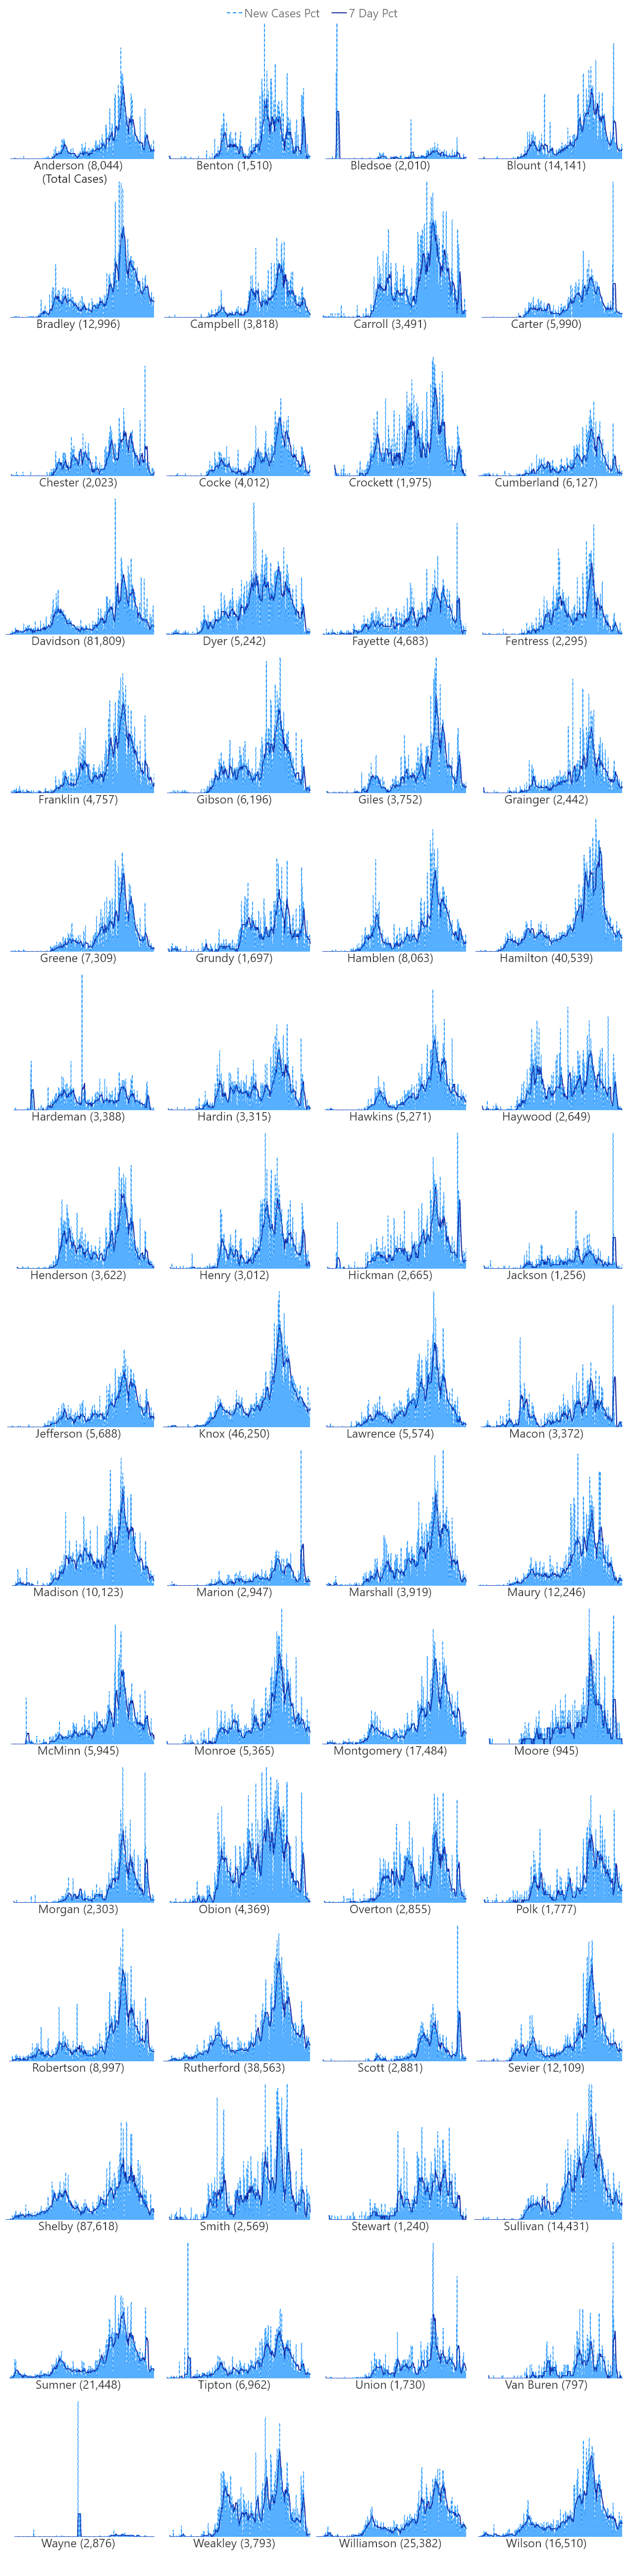 New Cases Pct 7 Day Pct
Anderson (8,044) Benton (1,510) Bledsoe (2,010) Blount (14,141)
(Total Cases)
Bradley (12,996) Campbell (3,818) Carroll (3,491) Carter (5,990)
Chester (2,023) Cocke (4,012) Crockett (1,975) Cumberland (6,127)
Davidson (81,809) Dyer (5,242) Fayette (4,683) Fentress (2,295)
Franklin (4,757) Gibson (6,196) Giles (3,752) Grainger (2,442)
Greene (7,309) Grundy (1,697) Hamblen (8,063) Hamilton (40,539)
Hardeman (3,388) Hardin (3,315) Hawkins (5,271) Haywood (2,649)
Henderson (3,622) Henry (3,012) Hickman (2,665) Jackson (1,256)
Jefferson (5,688) Knox (46,250) Lawrence (5,574) Macon (3,372)
Madison (10,123) Marion (2,947) Marshall (3,919) Maury (12,246)
McMinn (5,945) Monroe (5,365) Montgomery (17,484) Moore (945)
Morgan (2,303) Obion (4,369) Overton (2,855) Polk (1,777)
Robertson (8,997) Rutherford (38,563) Scott (2,881) Sevier (12,109)
Shelby (87,618) Smith (2,569) Stewart (1,240) Sullivan (14,431)
Sumner (21,448) Tipton (6,962) Union (1,730) Van Buren (797)
Wayne (2,876) Weakley (3,793) Williamson (25,382) Wilson (16,510)